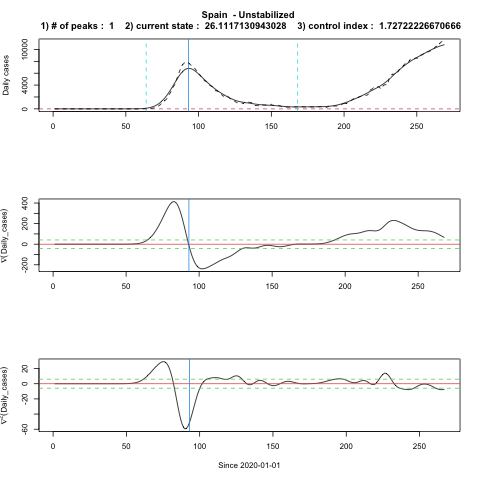 Spain - Unstabilized
1) # of peaks : 1 2) current state : 26.1117130943028 3) control index : 1.72722226670666
Daily cases
10000
4000
0
0 50 100 150 200 250
∇(Daily_cases)
400
200
0
-200
0 50 100 150 200 250
∇²(Daily_cases)
20
0
-20
-60
0 50 100 150 200 250
Since 2020-01-01